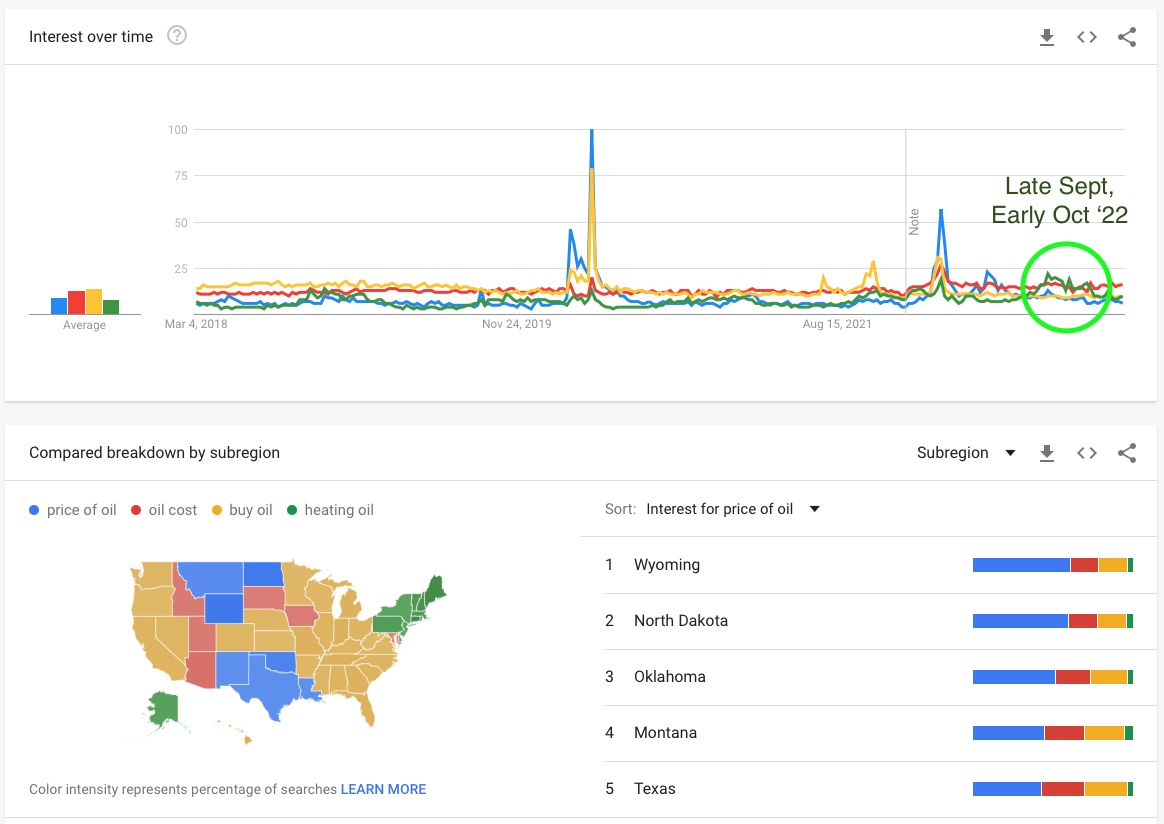 Interest over time
100
75
50
25
Note
Late Sept,
Early Oct ‘22
Average
Mar 4, 2018
Nov 24, 2019
Aug 15, 2021
Compared breakdown by subregion
Subregion
price of oil
oil cost
buy oil
heating oil
Sort: Interest for price of oil
1 Wyoming
2 North Dakota
3 Oklahoma
4 Montana
5 Texas
Color intensity represents percentage of searches LEARN MORE